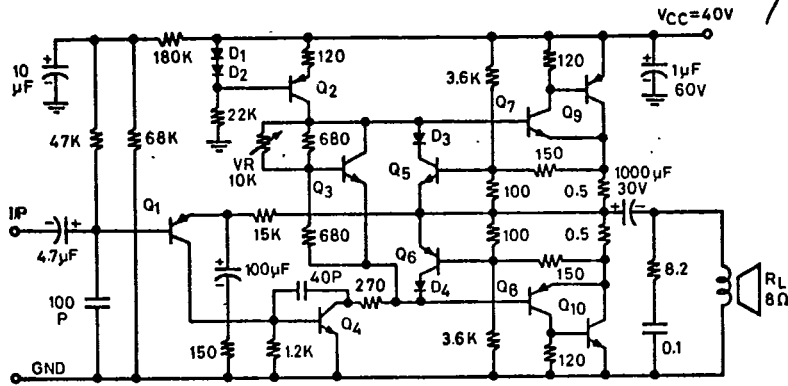 VCC=40V
10
μF
180K
D1
D2
120
Q2
3.6K
120
Q7
Q9
1μF
60V
22K
47K
68K
VR
10K
680
D3
Q5
150
1000μF
30V
Q3
100
0.5
I/P
Q1
4.7μF
15K
680
Q6
100
0.5
150
100μF
40P
270
D4
Q8
Q10
8.2
RL
8Ω
100
P
Q4
150
1.2K
3.6K
120
0.1
GND